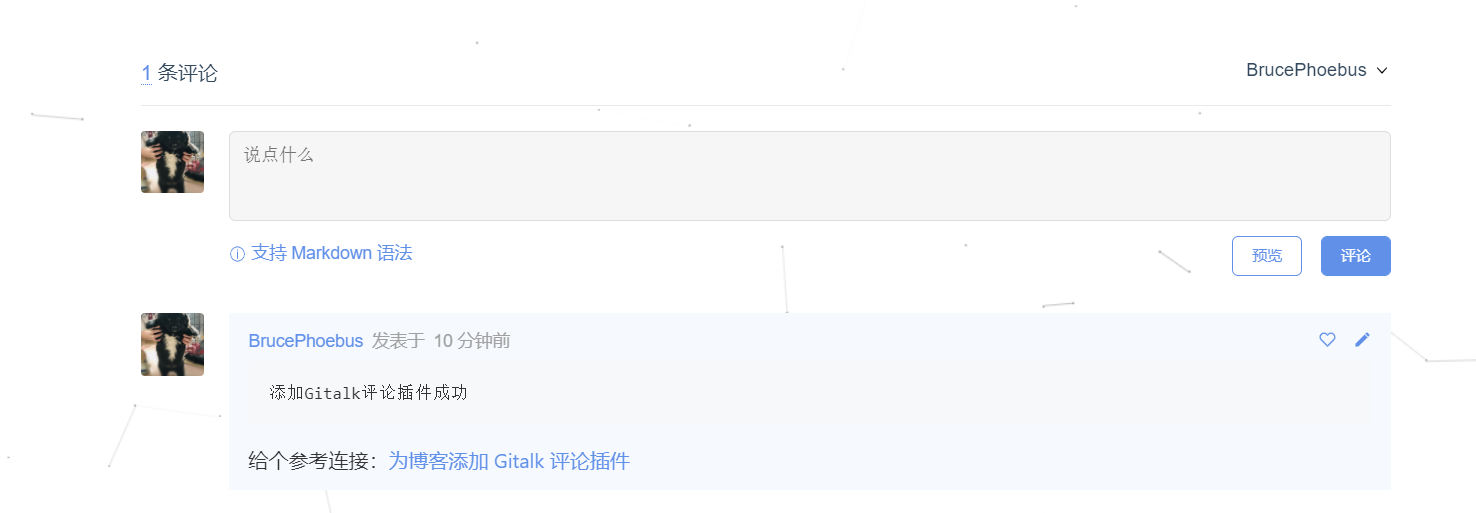 1 条评论
BrucePhoebus
说点什么
支持 Markdown 语法
预览
评论
BrucePhoebus 发表于 10 分钟前
添加Gitalk评论插件成功
给个参考连接：为博客添加 Gitalk 评论插件